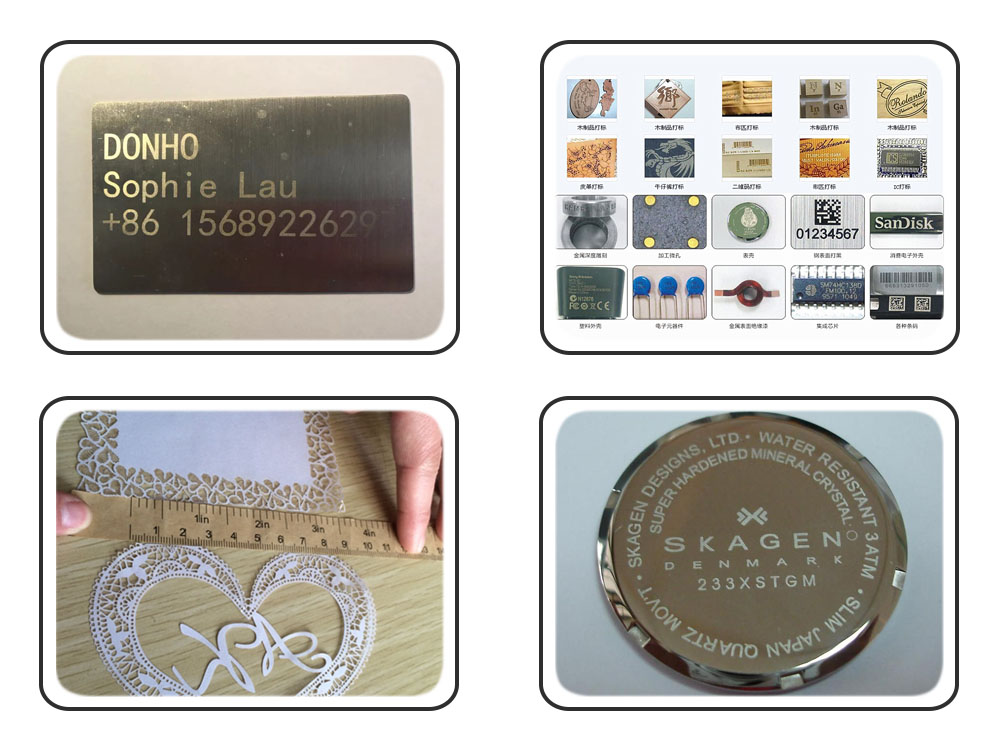 DONHO
Sophie Lau
+86 1568922629
木制品打标 木制品打标 布匹打标 木制品打标 木制品打标
皮革打标 牛仔裤打标 二维码打标 布匹打标 IC打标
01234567
SanDisk
金属深度雕刻 加工微孔 表壳 钢表面打黑 消费电子外壳
N12878
塑料外壳 电子元器件 金属表面绝缘漆 集成芯片 各种条码
1in 2in 3in 4in
1 2 3 4 5 6 7 8 9 10 11
SKAGEN DESIGNS, LTD · WATER RESISTANT 3 ATM · SLIM JAPAN QUARTZ MOV'T ·
SUPER HARDENED MINERAL CRYSTAL
SKAGEN
DENMARK
233XSTGM